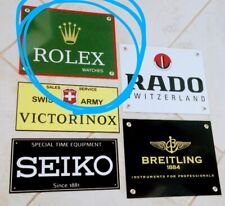 ROLEX
WATCHES
RADO
SWITZERLAND
SALES SERVICE
SWISS ARMY
VICTORINOX
SPECIAL TIME EQUIPMENT
SEIKO
Since 1881
BREITLING
1884
INSTRUMENTS FOR PROFESSIONALS